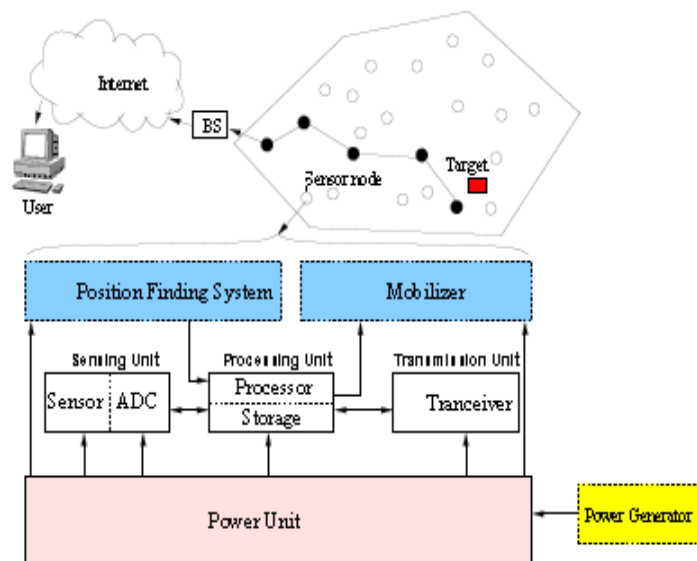 Internet
BS
User
Sensor node
Target
Position Finding System
Mobilizer
Sensing Unit
Processing Unit
Transmission Unit
Sensor
ADC
Processor
Storage
Tranceiver
Power Unit
Power Generator